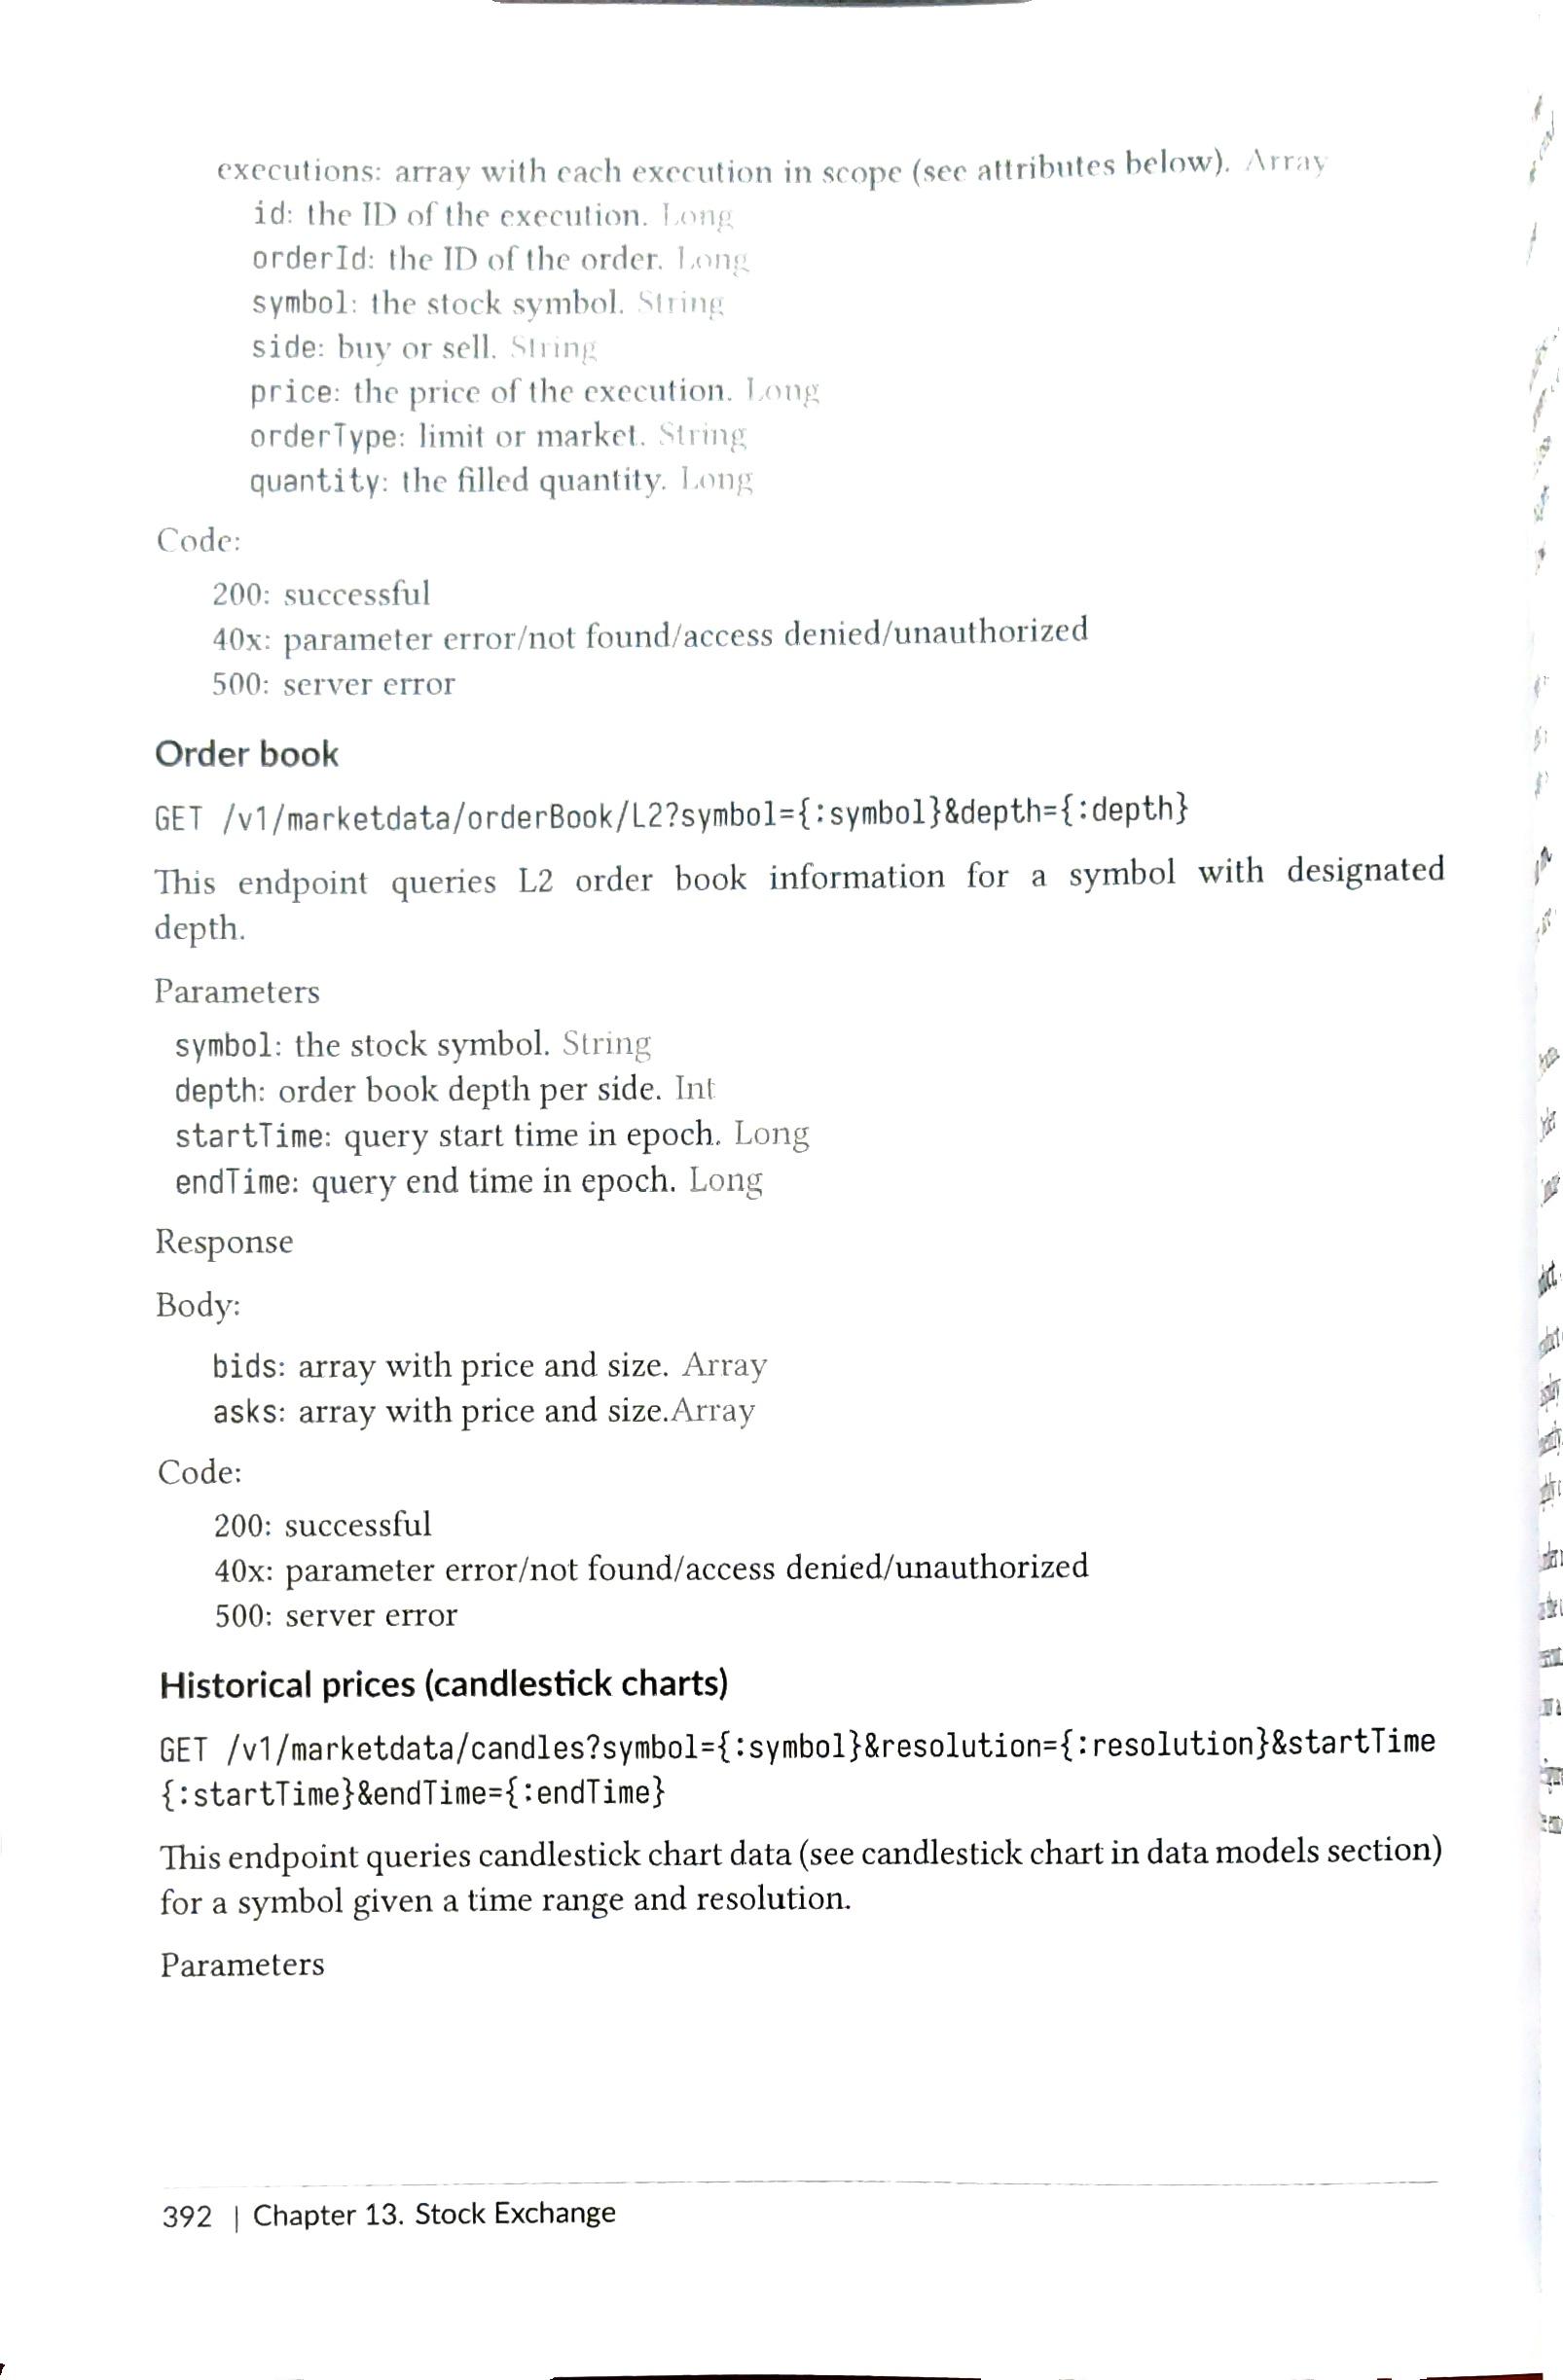 executions: array with each execution in scope (see attributes below). Array
id: the ID of the execution. Long
orderId: the ID of the order. Long
symbol: the stock symbol. String
side: buy or sell. String
price: the price of the execution. Long
orderType: limit or market. String
quantity: the filled quantity. Long
Code:
200: successful
40x: parameter error/not found/access denied/unauthorized
500: server error
Order book
GET /v1/marketdata/orderBook/L2?symbol={:symbol}&depth={:depth}
This endpoint queries L2 order book information for a symbol with designated
depth.
Parameters
symbol: the stock symbol. String
depth: order book depth per side. Int
startTime: query start time in epoch. Long
endTime: query end time in epoch. Long
Response
Body:
bids: array with price and size. Array
asks: array with price and size.Array
Code:
200: successful
40x: parameter error/not found/access denied/unauthorized
500: server error
Historical prices (candlestick charts)
GET /v1/marketdata/candles?symbol={:symbol}&resolution={:resolution}&startTime
{:startTime}&endTime={:endTime}
This endpoint queries candlestick chart data (see candlestick chart in data models section)
for a symbol given a time range and resolution.
Parameters
392 | Chapter 13. Stock Exchange